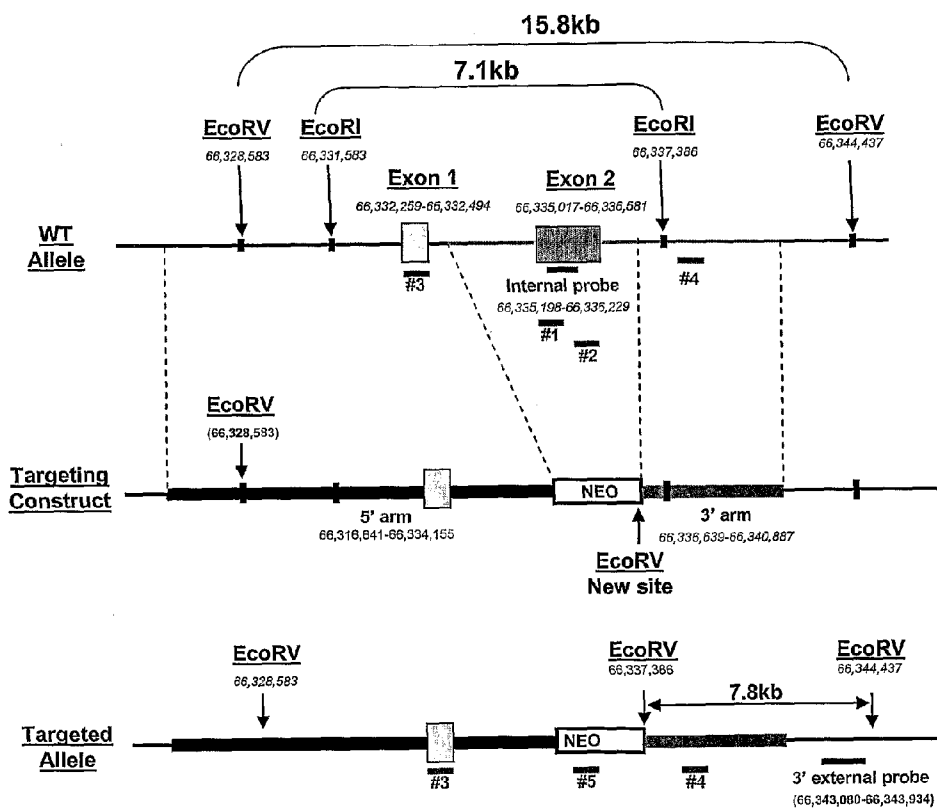 15.8kb
7.1kb
EcoRV
66,328,583
EcoRI
66,331,583
EcoRI
66,337,386
EcoRV
66,344,437
Exon 1
66,332,259-66,332,494
Exon 2
66,335,017-66,336,581
WT
Allele
#3
Internal probe
66,335,198-66,336,229
#4
#1
#2
EcoRV
(66,328,583)
Targeting
Construct
NEO
5' arm
66,316,841-66,334,155
3' arm
66,336,639-66,340,887
EcoRV
New site
EcoRV
66,328,583
EcoRV
66,337,386
EcoRV
66,344,437
7.8kb
Targeted
Allele
NEO
#3
#5
#4
3' external probe
(66,343,080-66,343,934)